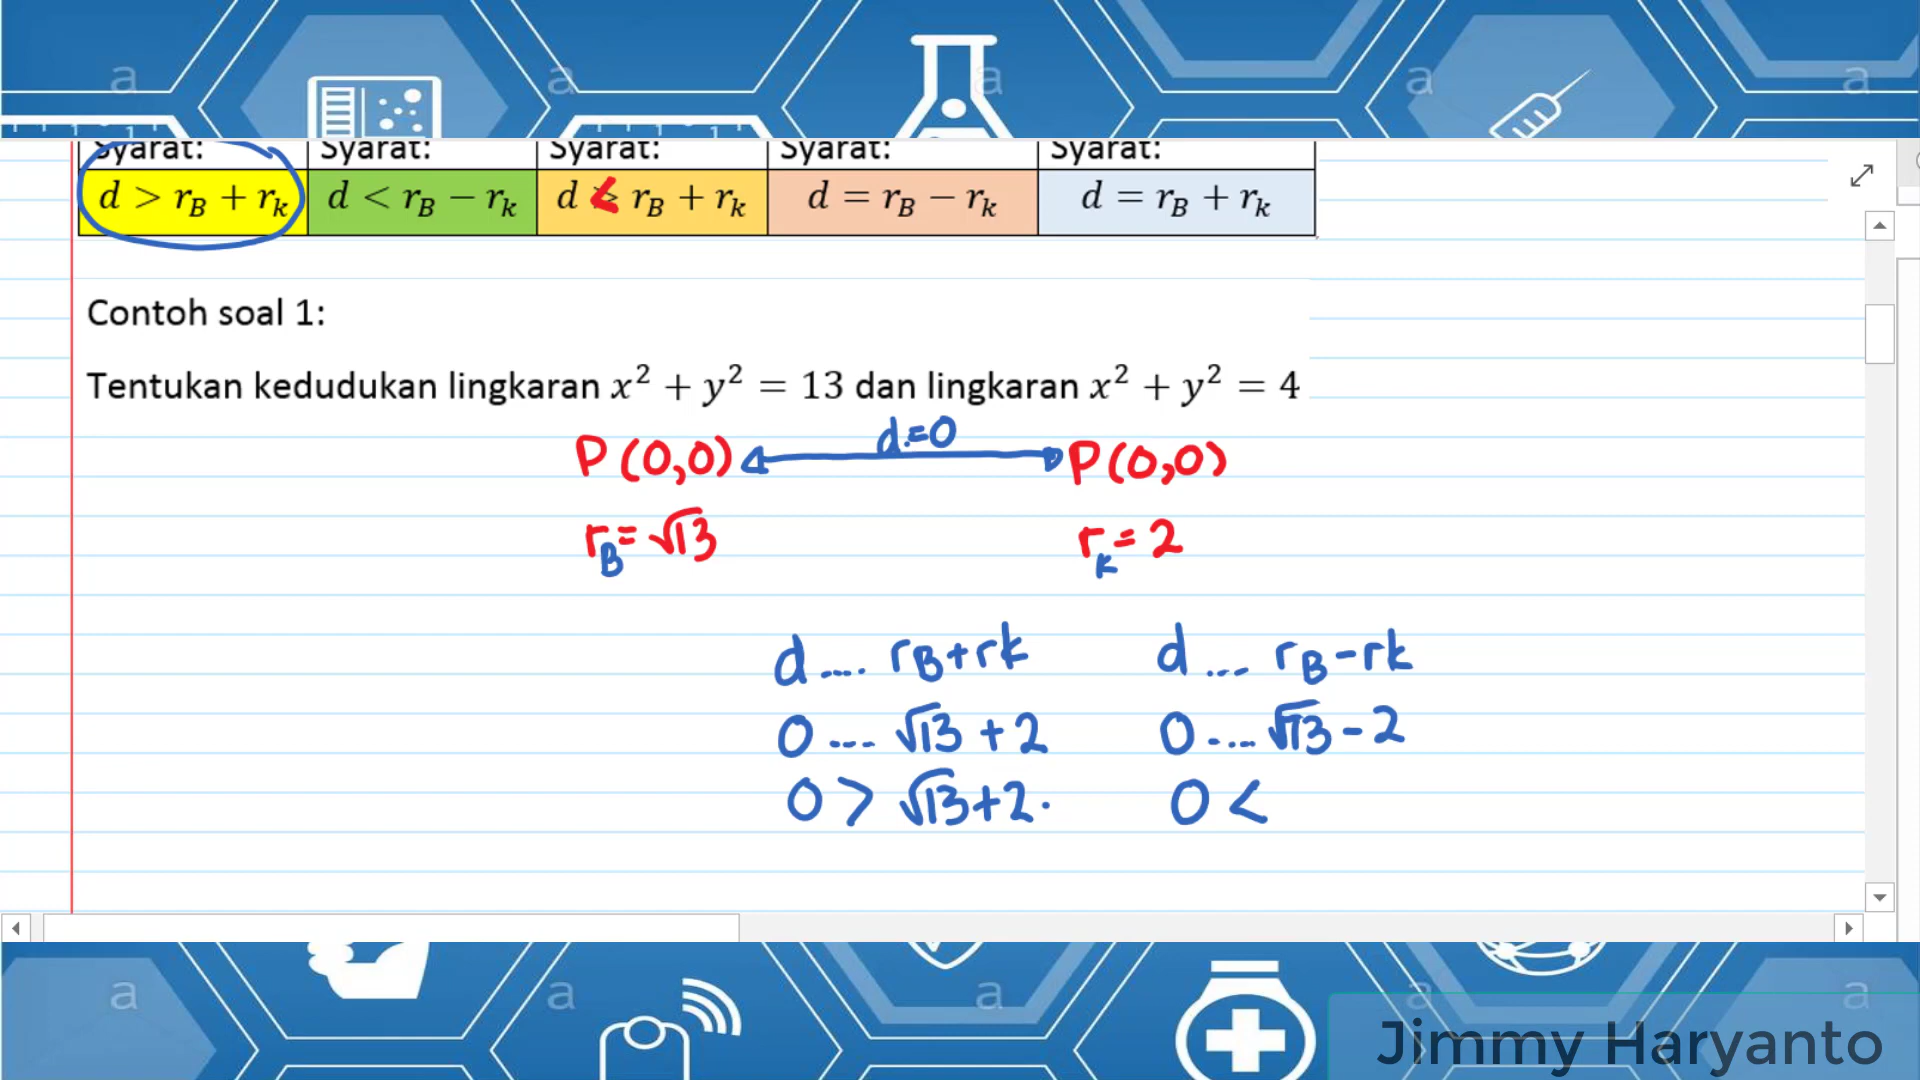 a a a a a
Syarat: Syarat: Syarat: Syarat: Syarat:
d > r_B + r_k d < r_B − r_k d < r_B + r_k d = r_B − r_k d = r_B + r_k
Contoh soal 1:
Tentukan kedudukan lingkaran x² + y² = 13 dan lingkaran x² + y² = 4
d=0
P (0,0) P (0,0)
r_B = √13 r_k = 2
d .... r_B + rk d .... r_B - rk
0 .... √13 + 2 0 .... √13 - 2
0 > √13 + 2. 0 <
a a a a a
Jimmy Haryanto